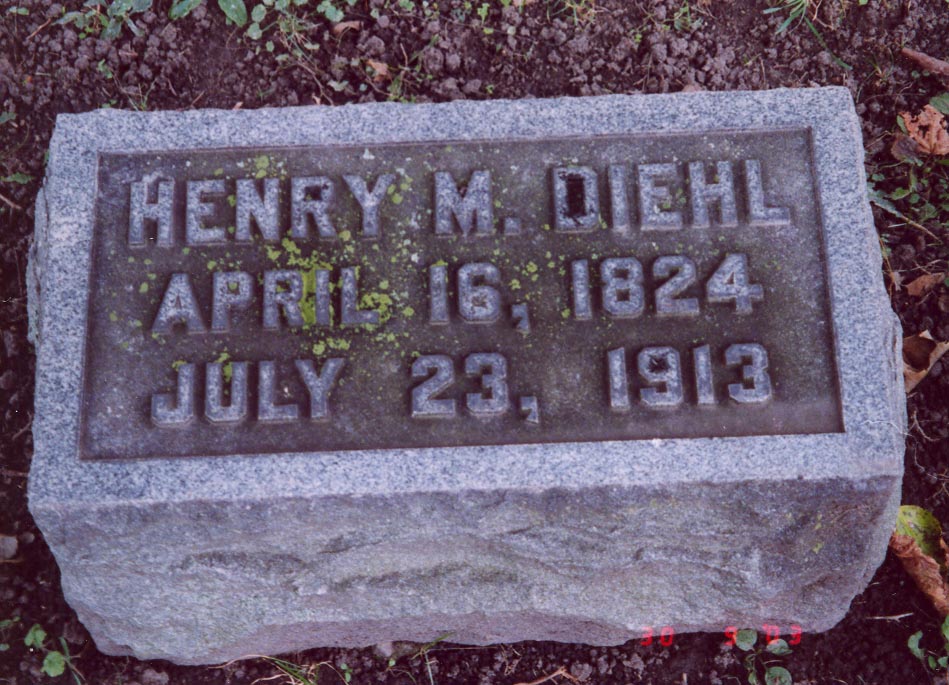 HENRY M. DIEHL
APRIL 16, 1824
JULY 23, 1913
30 9 03